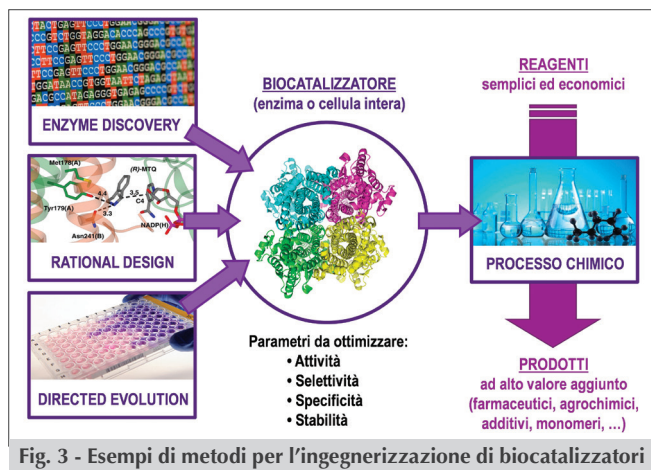 ENZYME DISCOVERY
Met178(A)
(R)-MTQ
4.4
3.5
C4
3.3
Tyr179(A)
Asn241(B)
NADP(H)
RATIONAL DESIGN
DIRECTED EVOLUTION
BIOCATALIZZATORE
(enzima o cellula intera)
Parametri da ottimizzare:
• Attività
• Selettività
• Specificità
• Stabilità
REAGENTI
semplici ed economici
PROCESSO CHIMICO
PRODOTTI
ad alto valore aggiunto
(farmaceutici, agrochimici,
additivi, monomeri, ...)
Fig. 3 - Esempi di metodi per l'ingegnerizzazione di biocatalizzatori